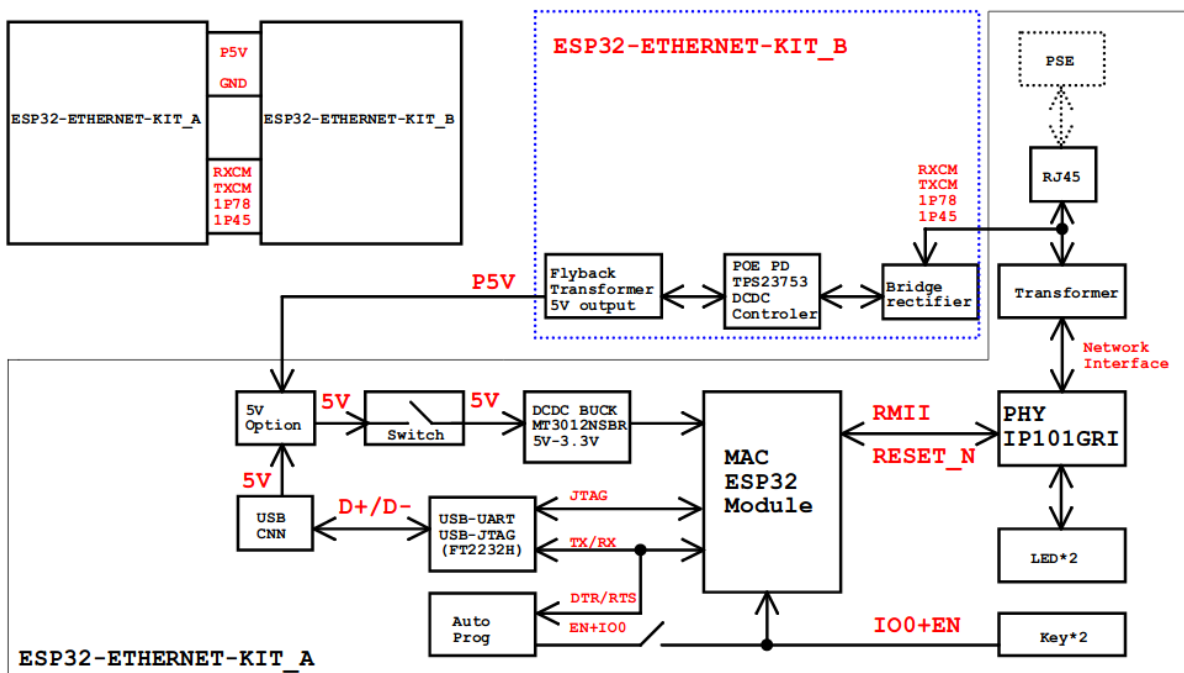 P5V
GND
ESP32-ETHERNET-KIT_A
ESP32-ETHERNET-KIT_B
RXCM
TXCM
1P78
1P45
ESP32-ETHERNET-KIT_B
PSE
RXCM
TXCM
1P78
1P45
RJ45
P5V
Flyback
Transformer
5V output
POE PD
TPS23753
DCDC
Controler
Bridge
rectifier
Transformer
Network
Interface
5V
Option
5V
Switch
5V
DCDC BUCK
MT3012NSBR
5V-3.3V
MAC
ESP32
Module
RMII
RESET_N
PHY
IP101GRI
5V
USB
CNN
D+/D-
USB-UART
USB-JTAG
(FT2232H)
JTAG
TX/RX
LED*2
DTR/RTS
Auto
Prog
EN+IO0
IO0+EN
Key*2
ESP32-ETHERNET-KIT_A